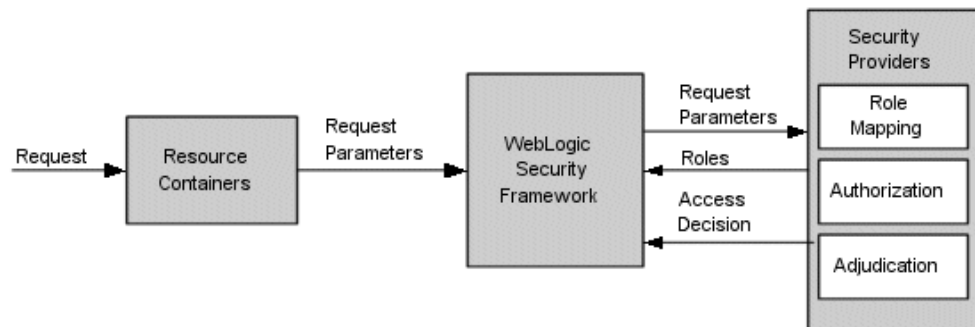 Request
Resource
Containers
Request
Parameters
WebLogic
Security
Framework
Request
Parameters
Roles
Access
Decision
Security
Providers
Role
Mapping
Authorization
Adjudication